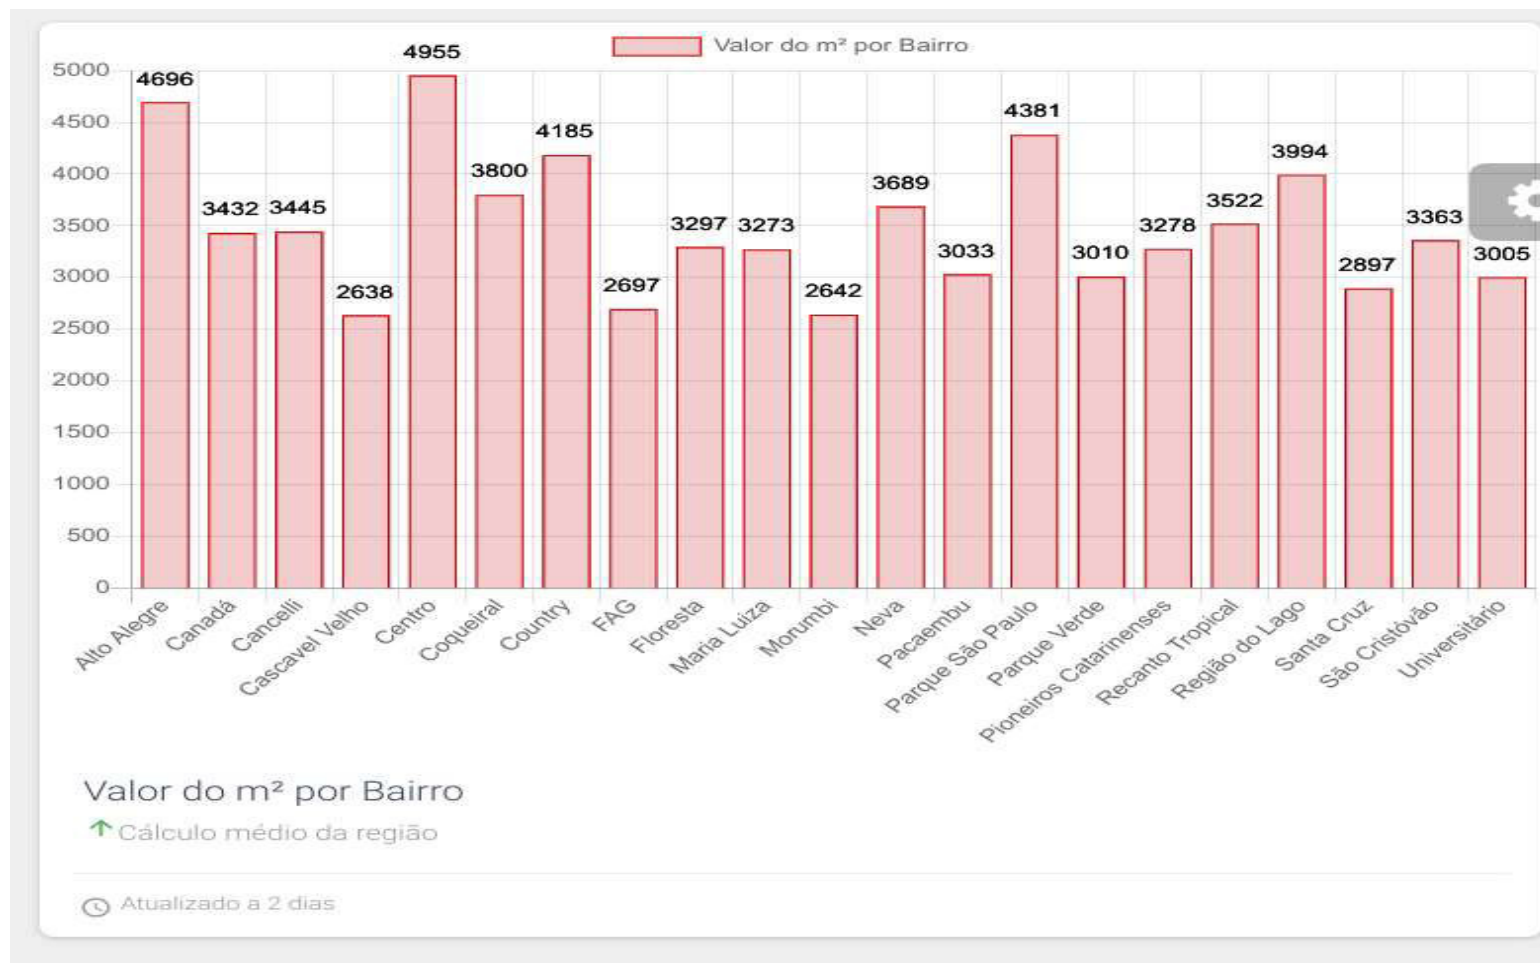 Valor do m² por Bairro
4955
4696
4381
4185
3994
3800
3689
3522
3432 3445
3363
3297 3273
3278
3033
3010
3005
2897
2697
2638
2642
5000
4500
4000
3500
3000
2500
2000
1500
1000
500
0
Alto Alegre
Canadá
Cancelli
Cascavel Velho
Centro
Coqueiral
Country
FAG
Floresta
Maria Luiza
Morumbi
Neva
Pacaembu
Parque São Paulo
Parque Verde
Pioneiros Catarinenses
Recanto Tropical
Região do Lago
Santa Cruz
São Cristóvão
Universitário
Valor do m² por Bairro
Cálculo médio da região
Atualizado a 2 dias